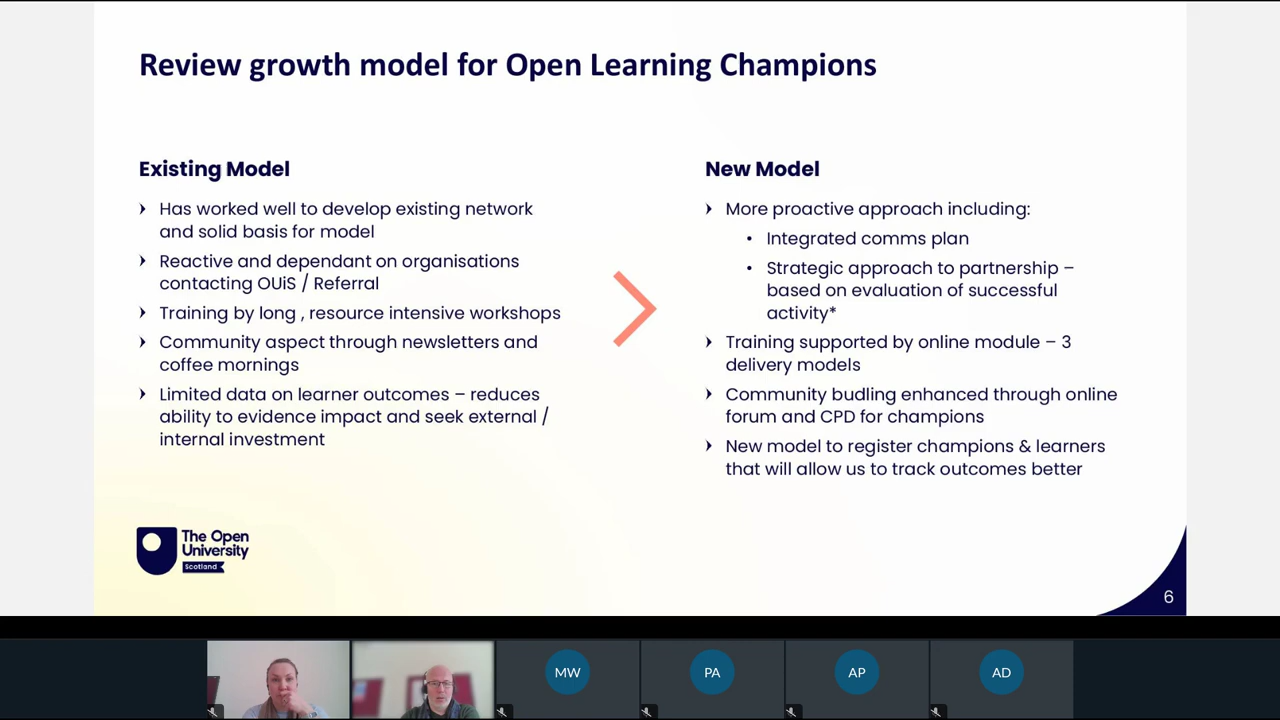 Review growth model for Open Learning Champions
Existing Model
Has worked well to develop existing network
and solid basis for model
Reactive and dependant on organisations
contacting OUiS / Referral
Training by long , resource intensive workshops
Community aspect through newsletters and
coffee mornings
Limited data on learner outcomes – reduces
ability to evidence impact and seek external /
internal investment
New Model
More proactive approach including:
• Integrated comms plan
• Strategic approach to partnership –
based on evaluation of successful
activity*
Training supported by online module – 3
delivery models
Community budling enhanced through online
forum and CPD for champions
New model to register champions & learners
that will allow us to track outcomes better
The Open
University
Scotland
6
MW
PA
AP
AD